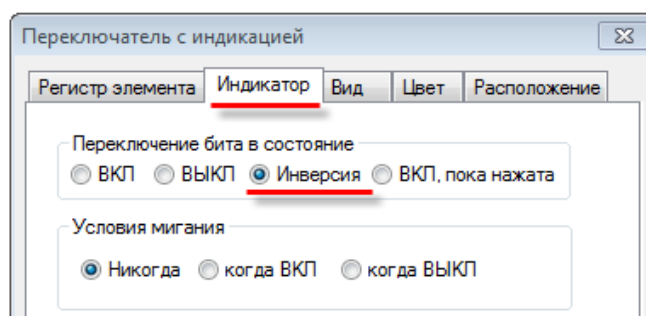 Переключатель с индикацией
Регистр элемента Индикатор Вид Цвет Расположение
Переключение бита в состояние
ВКЛ ВЫКЛ Инверсия ВКЛ, пока нажата
Условия мигания
Никогда когда ВКЛ когда ВЫКЛ